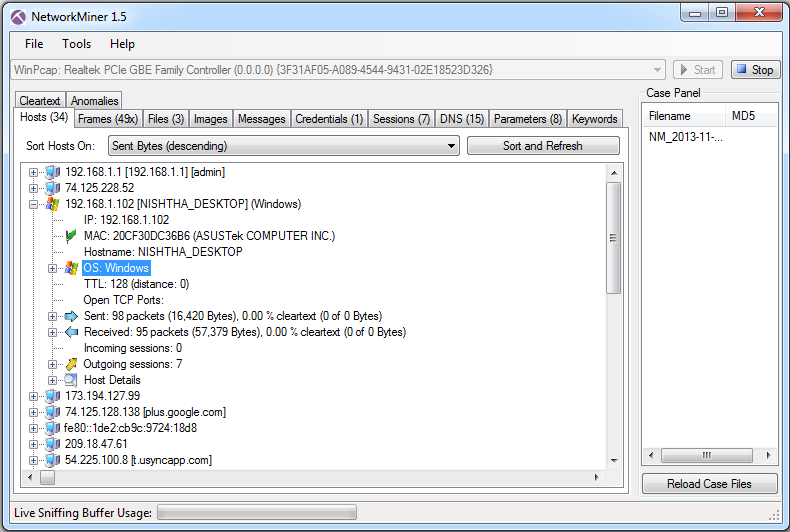 NetworkMiner 1.5
File Tools Help
WinPcap: Realtek PCIe GBE Family Controller (0.0.0.0) {3F31AF05-A089-4544-9431-02E18523D326}
Start
Stop
Cleartext Anomalies
Hosts (34) Frames (49x) Files (3) Images Messages Credentials (1) Sessions (7) DNS (15) Parameters (8) Keywords
Sort Hosts On: Sent Bytes (descending) Sort and Refresh
192.168.1.1 [192.168.1.1] [admin]
74.125.228.52
192.168.1.102 [NISHTHA_DESKTOP] (Windows)
IP: 192.168.1.102
MAC: 20CF30DC36B6 (ASUSTek COMPUTER INC.)
Hostname: NISHTHA_DESKTOP
OS: Windows
TTL: 128 (distance: 0)
Open TCP Ports:
Sent: 98 packets (16,420 Bytes), 0.00 % cleartext (0 of 0 Bytes)
Received: 95 packets (57,379 Bytes), 0.00 % cleartext (0 of 0 Bytes)
Incoming sessions: 0
Outgoing sessions: 7
Host Details
173.194.127.99
74.125.128.138 [plus.google.com]
fe80::1de2:cb9c:9724:18d8
209.18.47.61
54.225.100.8 [t.usyncapp.com]
Case Panel
Filename MD5
NM_2013-11-...
Reload Case Files
Live Sniffing Buffer Usage: